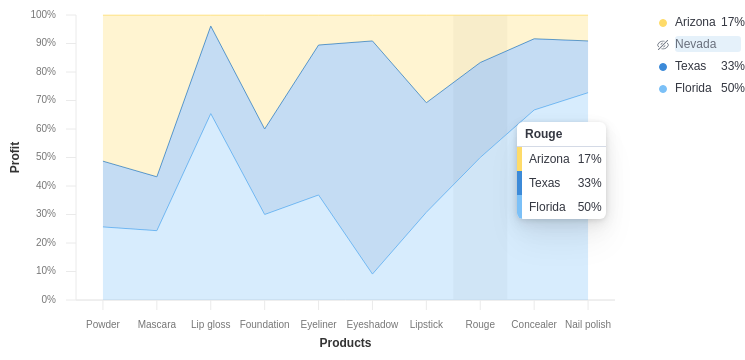 100%
90%
80%
70%
60%
50%
40%
30%
20%
10%
0%
Profit
Powder Mascara Lip gloss Foundation Eyeliner Eyeshadow Lipstick Rouge Concealer Nail polish
Products
Rouge
Arizona 17%
Texas 33%
Florida 50%
Arizona 17%
Nevada
Texas 33%
Florida 50%